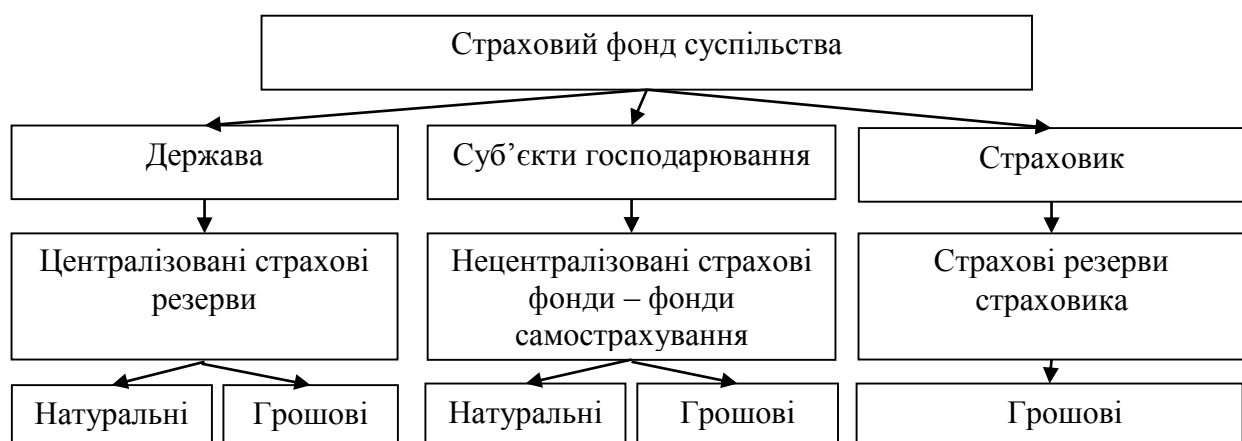 Страховий фонд суспільства
Держава
Суб’єкти господарювання
Страховик
Централізовані страхові
резерви
Нецентралізовані страхові
фонди – фонди
самострахування
Страхові резерви
страховика
Натуральні
Грошові
Натуральні
Грошові
Грошові